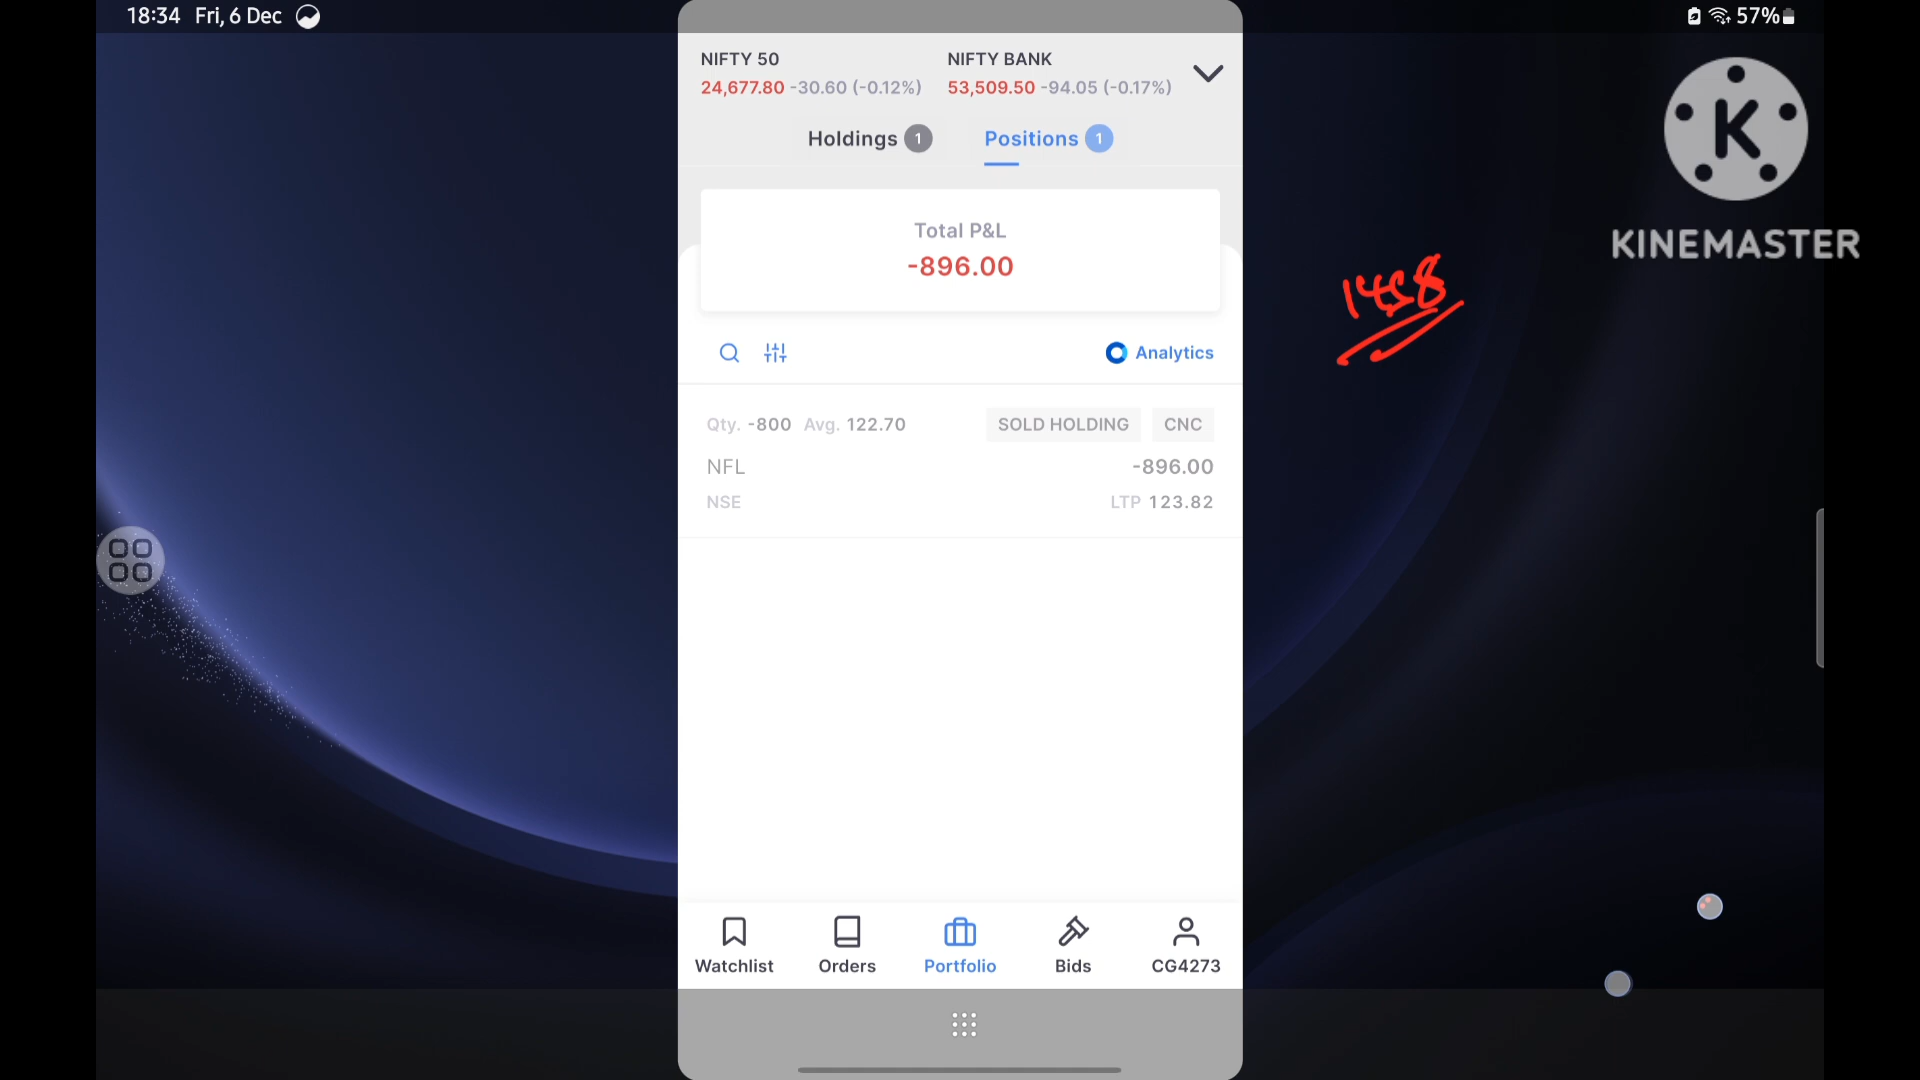 18:34 Fri, 6 Dec
57%
NIFTY 50
24,677.80 -30.60 (-0.12%)
NIFTY BANK
53,509.50 -94.05 (-0.17%)
Holdings 1
Positions 1
Total P&L
-896.00
Analytics
Qty. -800 Avg. 122.70
SOLD HOLDING CNC
NFL -896.00
NSE LTP 123.82
Watchlist Orders Portfolio Bids CG4273
K
KINEMASTER
1458